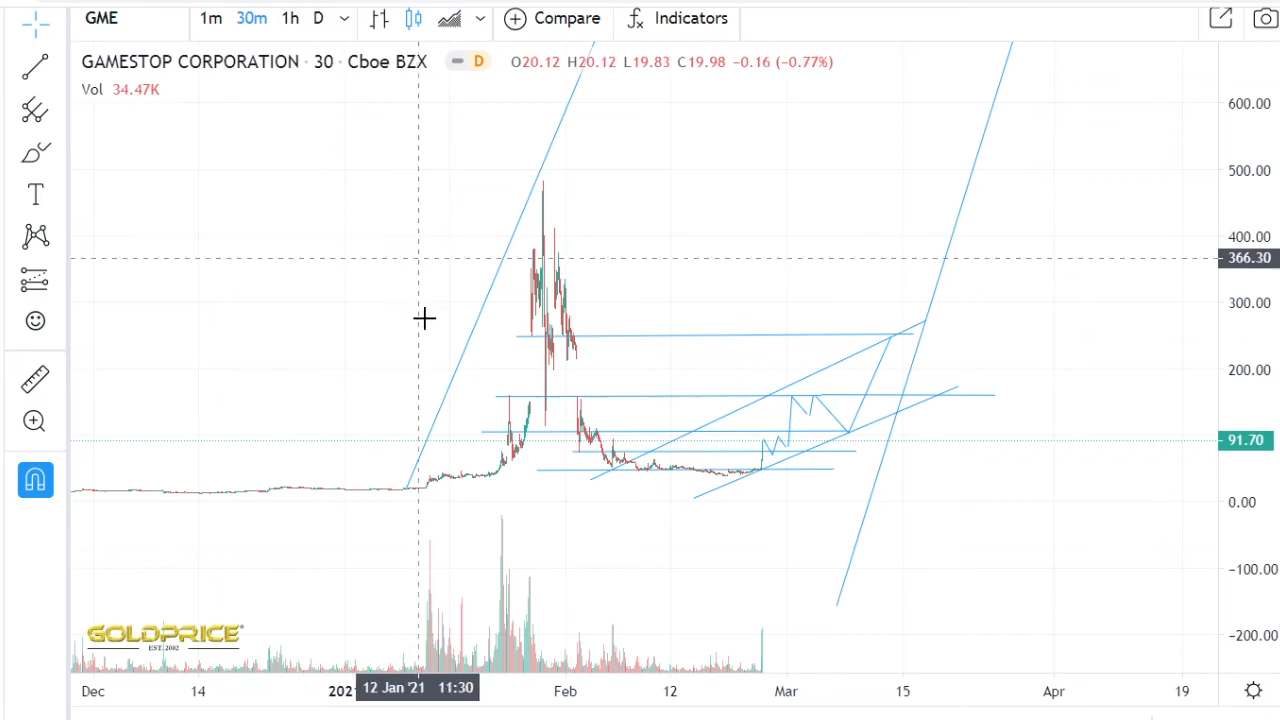 GME 1m 30m 1h D Compare Indicators
GAMESTOP CORPORATION · 30 · Cboe BZX D O20.12 H20.12 L19.83 C19.98 −0.16 (−0.77%)
Vol 34.47K
600.00
500.00
400.00
366.30
300.00
200.00
91.70
0.00
−100.00
−200.00
GOLDPRICE
EST. 2002
Dec 14 202 12 Jan '21 11:30 Feb 12 Mar 15 Apr 19